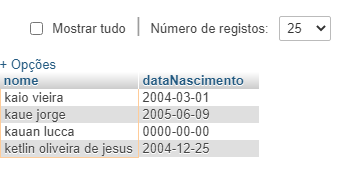 Mostrar tudo | Número de registos: 25
+ Opções
nome dataNascimento
kaio vieira 2004-03-01
kaue jorge 2005-06-09
kauan lucca 0000-00-00
ketlin oliveira de jesus 2004-12-25